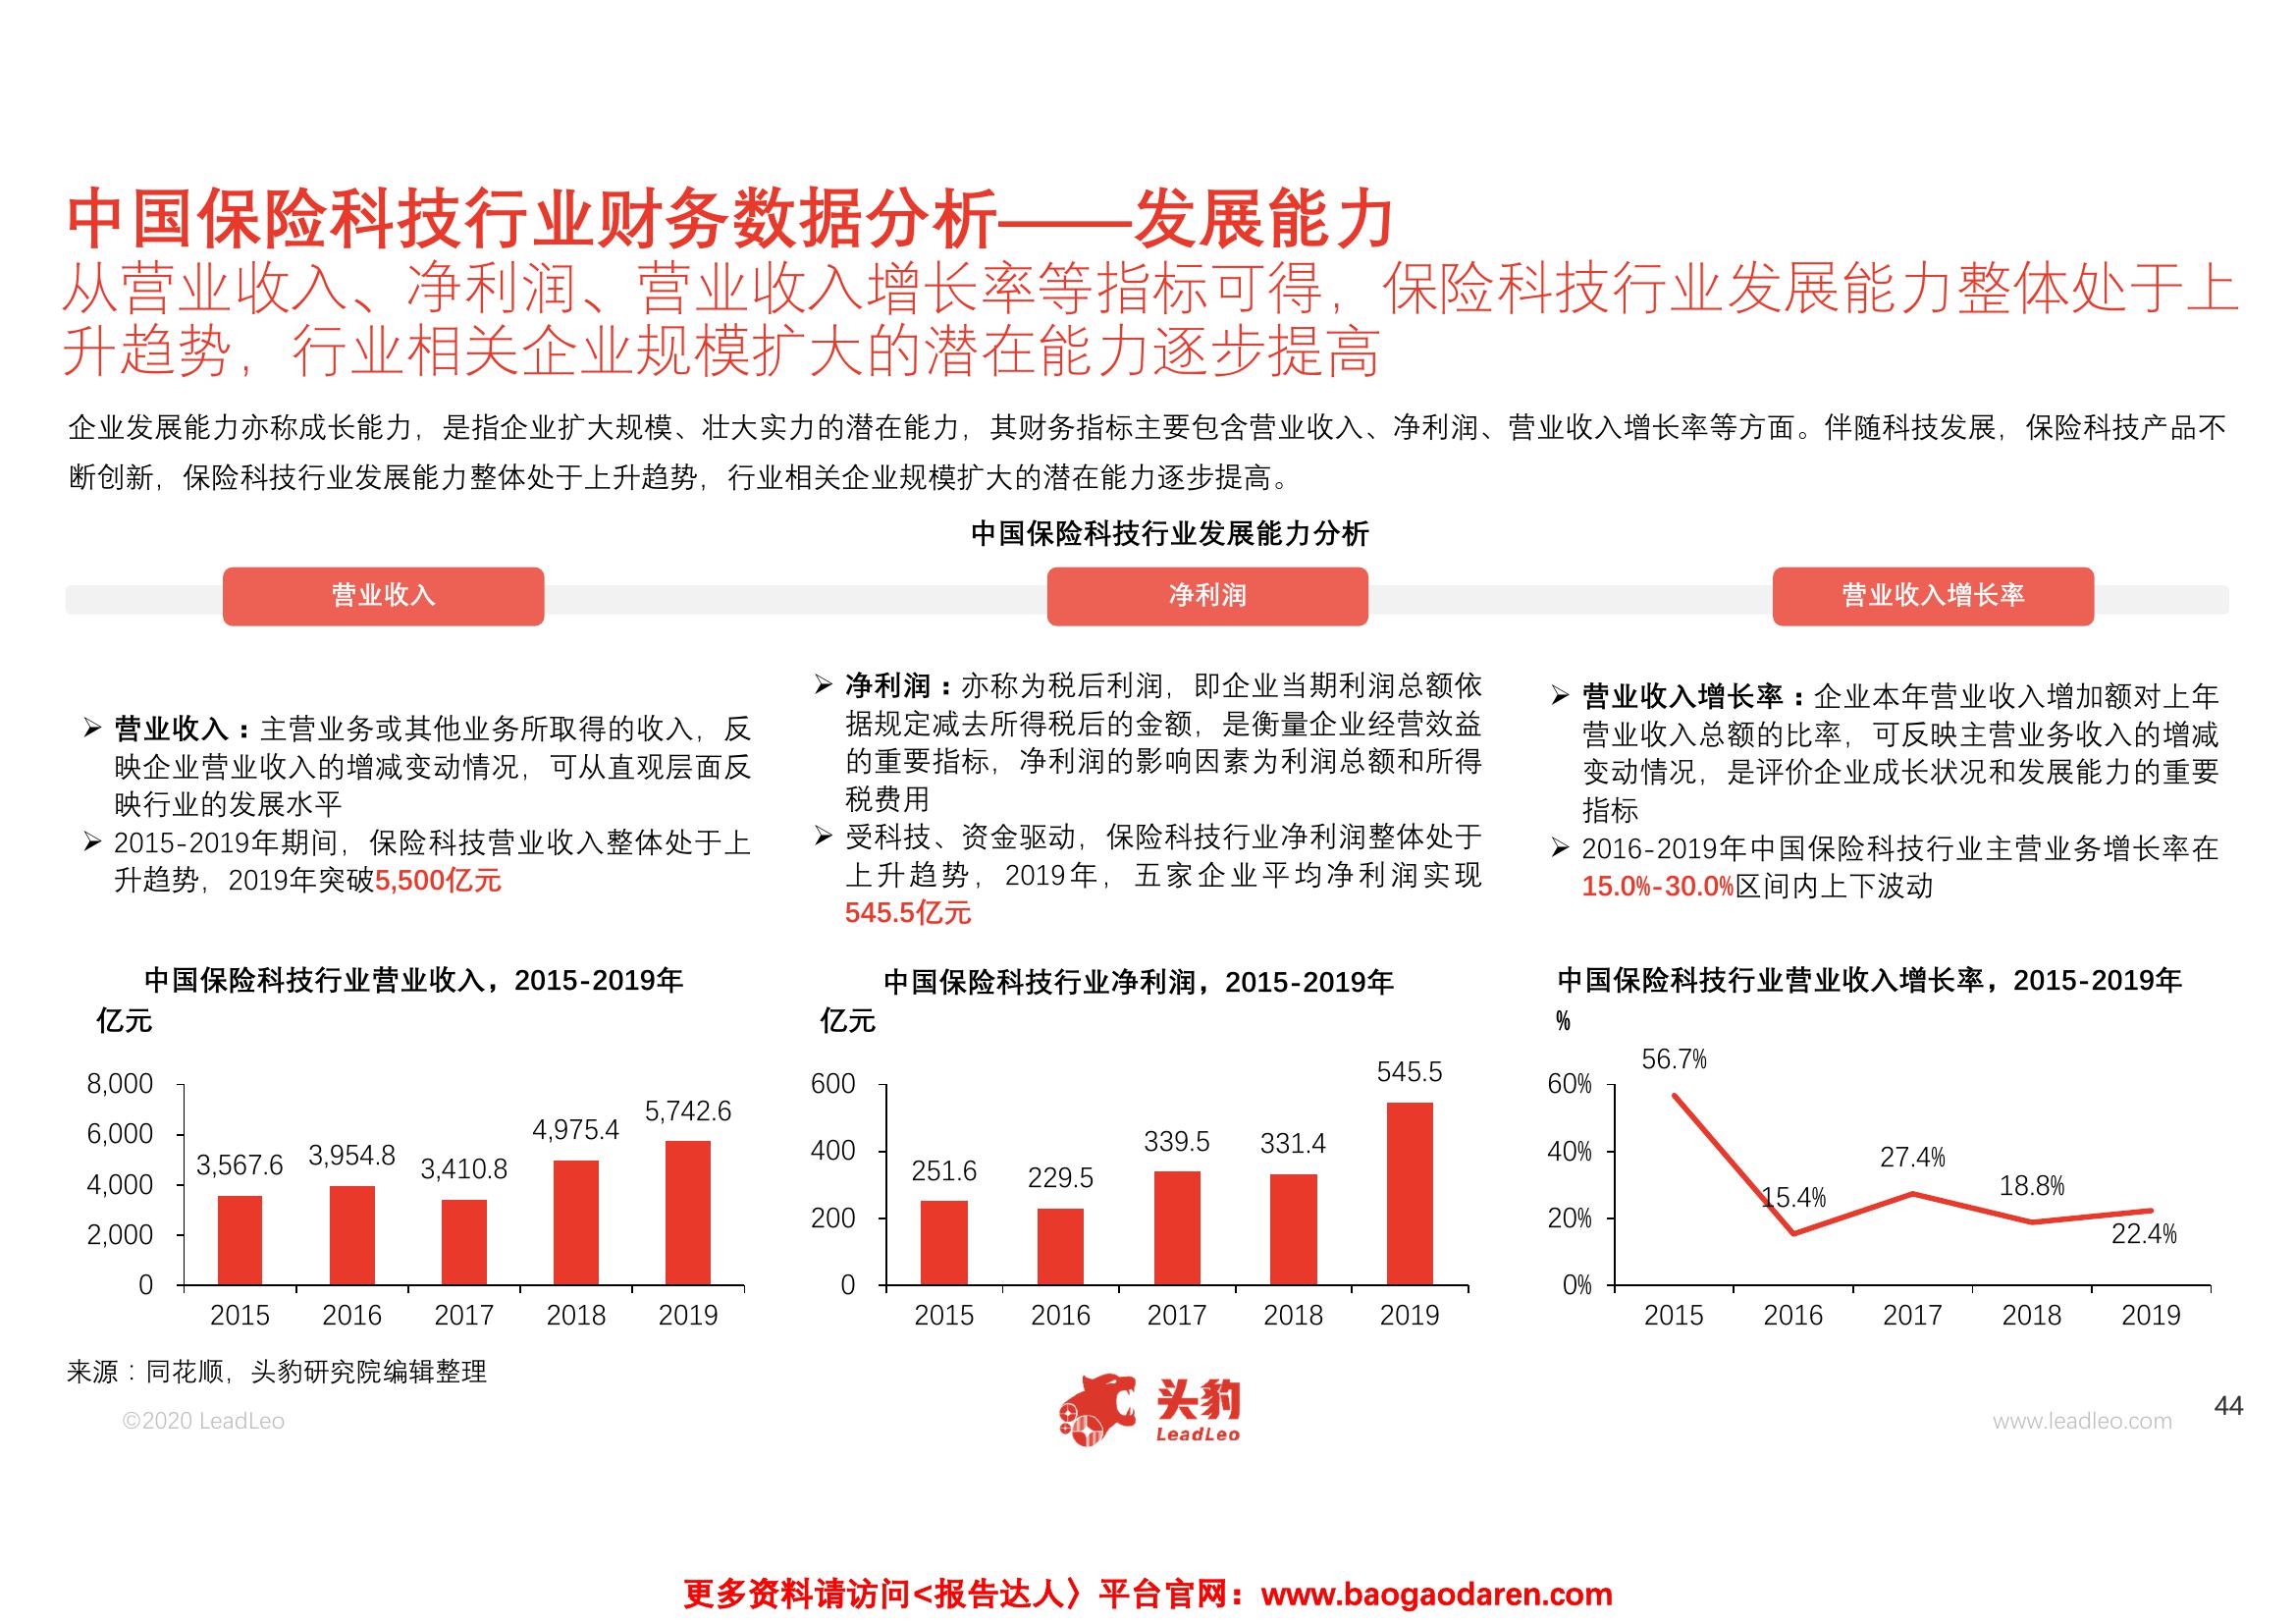 中国保险科技行业财务数据分析——发展能力
从营业收入、净利润、营业收入增长率等指标可得，保险科技行业发展能力整体处于上
升趋势，行业相关企业规模扩大的潜在能力逐步提高
企业发展能力亦称成长能力，是指企业扩大规模、壮大实力的潜在能力，其财务指标主要包含营业收入、净利润、营业收入增长率等方面。伴随科技发展，保险科技产品不
断创新，保险科技行业发展能力整体处于上升趋势，行业相关企业规模扩大的潜在能力逐步提高。
中国保险科技行业发展能力分析
营业收入
净利润
营业收入增长率
➢ 营业收入：主营业务或其他业务所取得的收入，反
映企业营业收入的增减变动情况，可从直观层面反
映行业的发展水平
➢ 2015-2019年期间，保险科技营业收入整体处于上
升趋势，2019年突破5,500亿元
➢ 净利润：亦称为税后利润，即企业当期利润总额依
据规定减去所得税后的金额，是衡量企业经营效益
的重要指标，净利润的影响因素为利润总额和所得
税费用
➢ 受科技、资金驱动，保险科技行业净利润整体处于
上升趋势，2019年，五家企业平均净利润实现
545.5亿元
➢ 营业收入增长率：企业本年营业收入增加额对上年
营业收入总额的比率，可反映主营业务收入的增减
变动情况，是评价企业成长状况和发展能力的重要
指标
➢ 2016-2019年中国保险科技行业主营业务增长率在
15.0%-30.0%区间内上下波动
中国保险科技行业营业收入，2015-2019年
亿元
8,000
6,000
4,000
2,000
0
3,567.6
3,954.8
3,410.8
4,975.4
5,742.6
2015 2016 2017 2018 2019
中国保险科技行业净利润，2015-2019年
亿元
600
400
200
0
251.6
229.5
339.5
331.4
545.5
2015 2016 2017 2018 2019
中国保险科技行业营业收入增长率，2015-2019年
%
60%
40%
20%
0%
56.7%
15.4%
27.4%
18.8%
22.4%
2015 2016 2017 2018 2019
来源：同花顺，头豹研究院编辑整理
©2020 LeadLeo
头豹
LeadLeo
www.leadleo.com
44
更多资料请访问<报告达人〉平台官网：www.baogaodaren.com